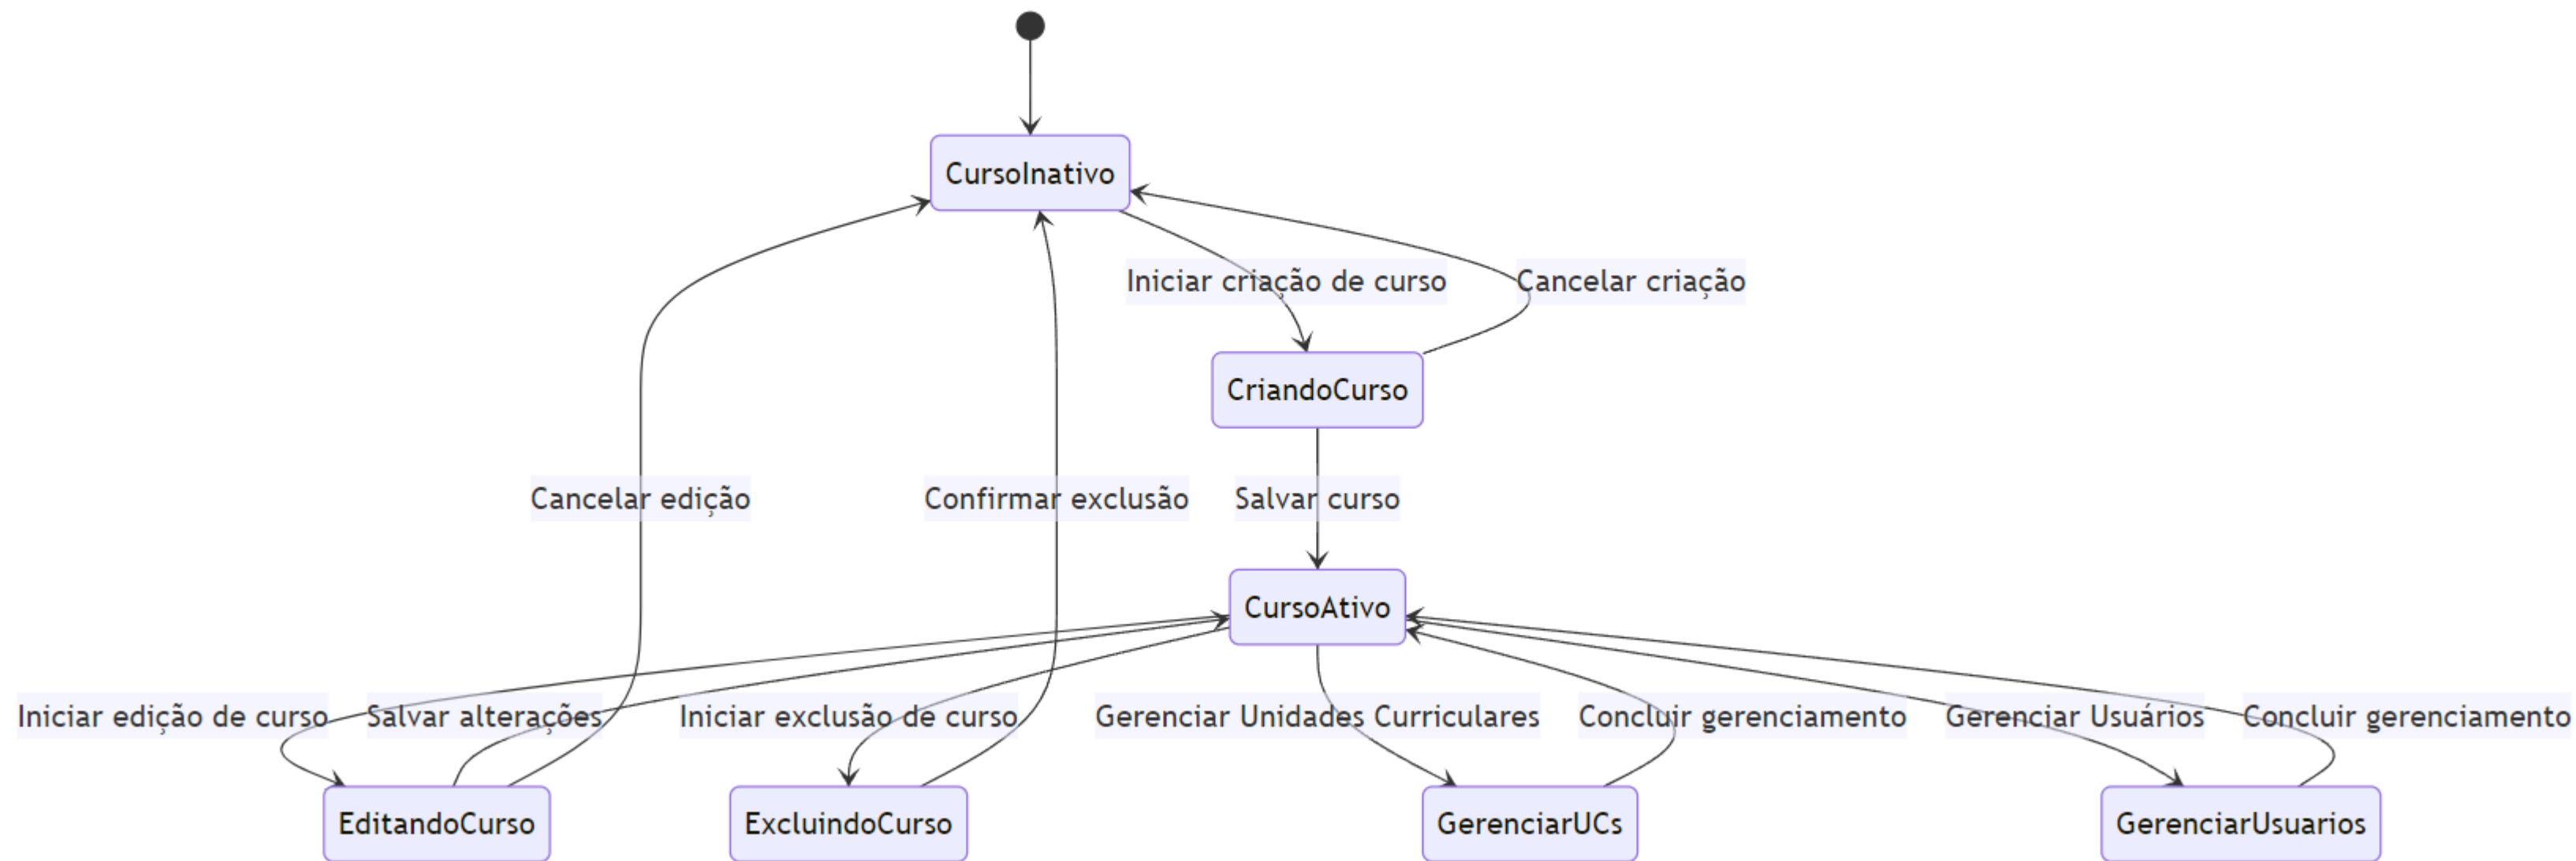 CursoInativo
Iniciar criação de curso
Cancelar criação
CriandoCurso
Cancelar edição
Confirmar exclusão
Salvar curso
CursoAtivo
Iniciar edição de curso
Salvar alterações
Iniciar exclusão de curso
Gerenciar Unidades Curriculares
Concluir gerenciamento
Gerenciar Usuários
Concluir gerenciamento
EditandoCurso
ExcluindoCurso
GerenciarUCs
GerenciarUsuarios